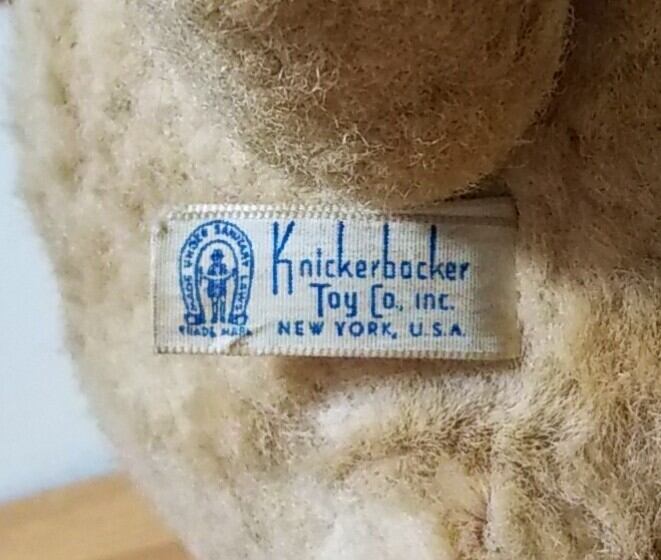 MADE UNDER SANITARY LAWS
TRADE MARK
Knickerbocker
Toy Co., Inc.
NEW YORK, U.S.A.